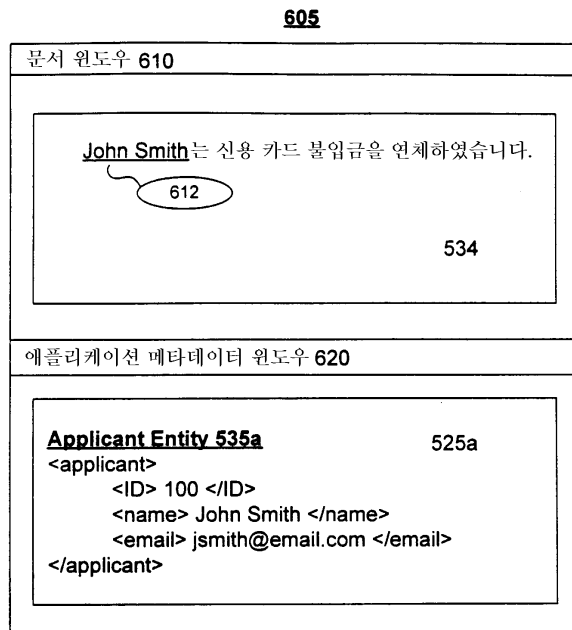 605
문서 윈도우 610
John Smith는 신용 카드 불입금을 연체하였습니다.
612
534
애플리케이션 메타데이터 윈도우 620
Applicant Entity 535a 525a
<applicant>
<ID> 100 </ID>
<name> John Smith </name>
<email> jsmith@email.com </email>
</applicant>